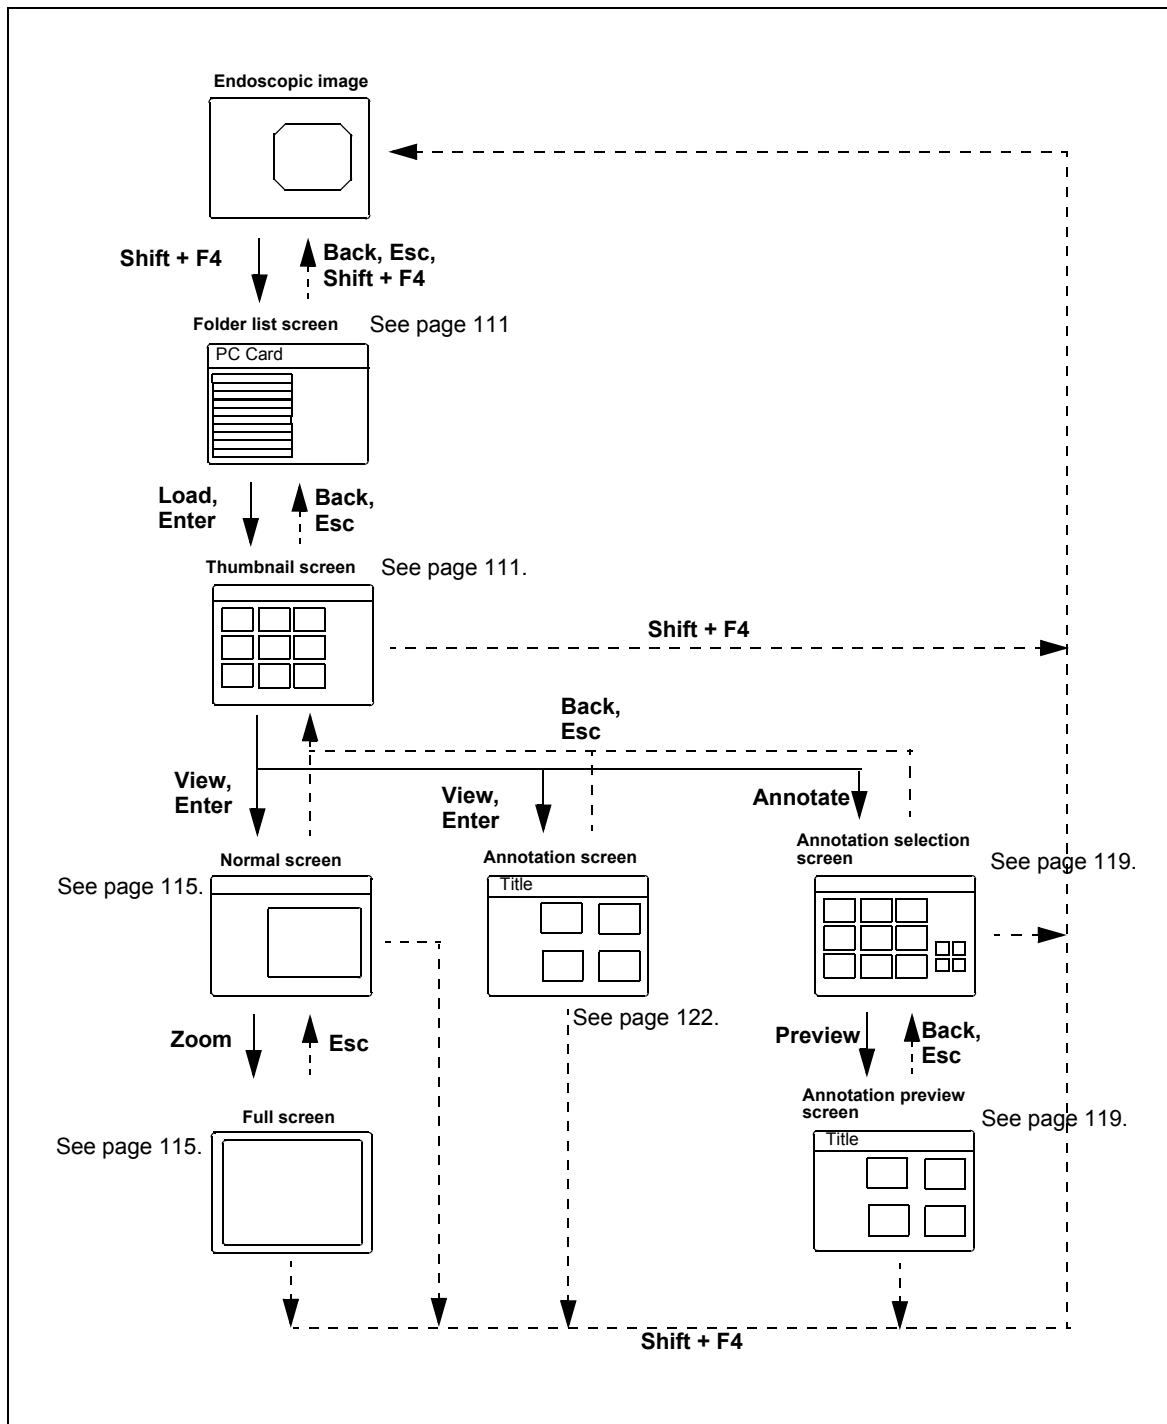 Endoscopic image
Shift + F4
Back, Esc,
Shift + F4
Folder list screen
See page 111
PC Card
Load,
Enter
Back,
Esc
Thumbnail screen
See page 111.
Shift + F4
Back,
Esc
View,
Enter
View,
Enter
Annotate
Normal screen
See page 115.
Annotation screen
Title
See page 122.
Annotation selection
screen
See page 119.
Zoom
Esc
Preview
Back,
Esc
Full screen
See page 115.
Annotation preview
screen
See page 119.
Title
Shift + F4